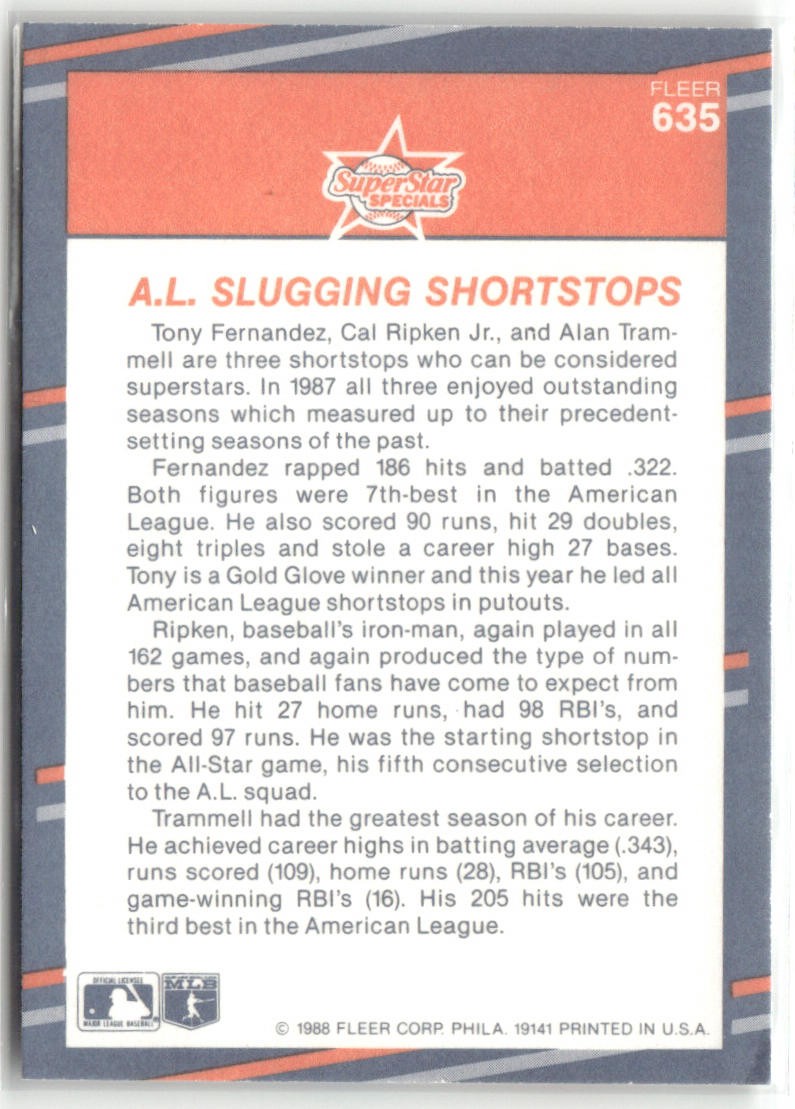 FLEER
635
SuperStar
SPECIALS
A.L. SLUGGING SHORTSTOPS
Tony Fernandez, Cal Ripken Jr., and Alan Tram-
mell are three shortstops who can be considered
superstars. In 1987 all three enjoyed outstanding
seasons which measured up to their precedent-
setting seasons of the past.
Fernandez rapped 186 hits and batted .322.
Both figures were 7th-best in the American
League. He also scored 90 runs, hit 29 doubles,
eight triples and stole a career high 27 bases.
Tony is a Gold Glove winner and this year he led all
American League shortstops in putouts.
Ripken, baseball's iron-man, again played in all
162 games, and again produced the type of num-
bers that baseball fans have come to expect from
him. He hit 27 home runs, had 98 RBI's, and
scored 97 runs. He was the starting shortstop in
the All-Star game, his fifth consecutive selection
to the A.L. squad.
Trammell had the greatest season of his career.
He achieved career highs in batting average (.343),
runs scored (109), home runs (28), RBI's (105), and
game-winning RBI's (16). His 205 hits were the
third best in the American League.
OFFICIAL LICENSEE
MAJOR LEAGUE BASEBALL
MLB
© 1988 FLEER CORP. PHILA. 19141 PRINTED IN U.S.A.